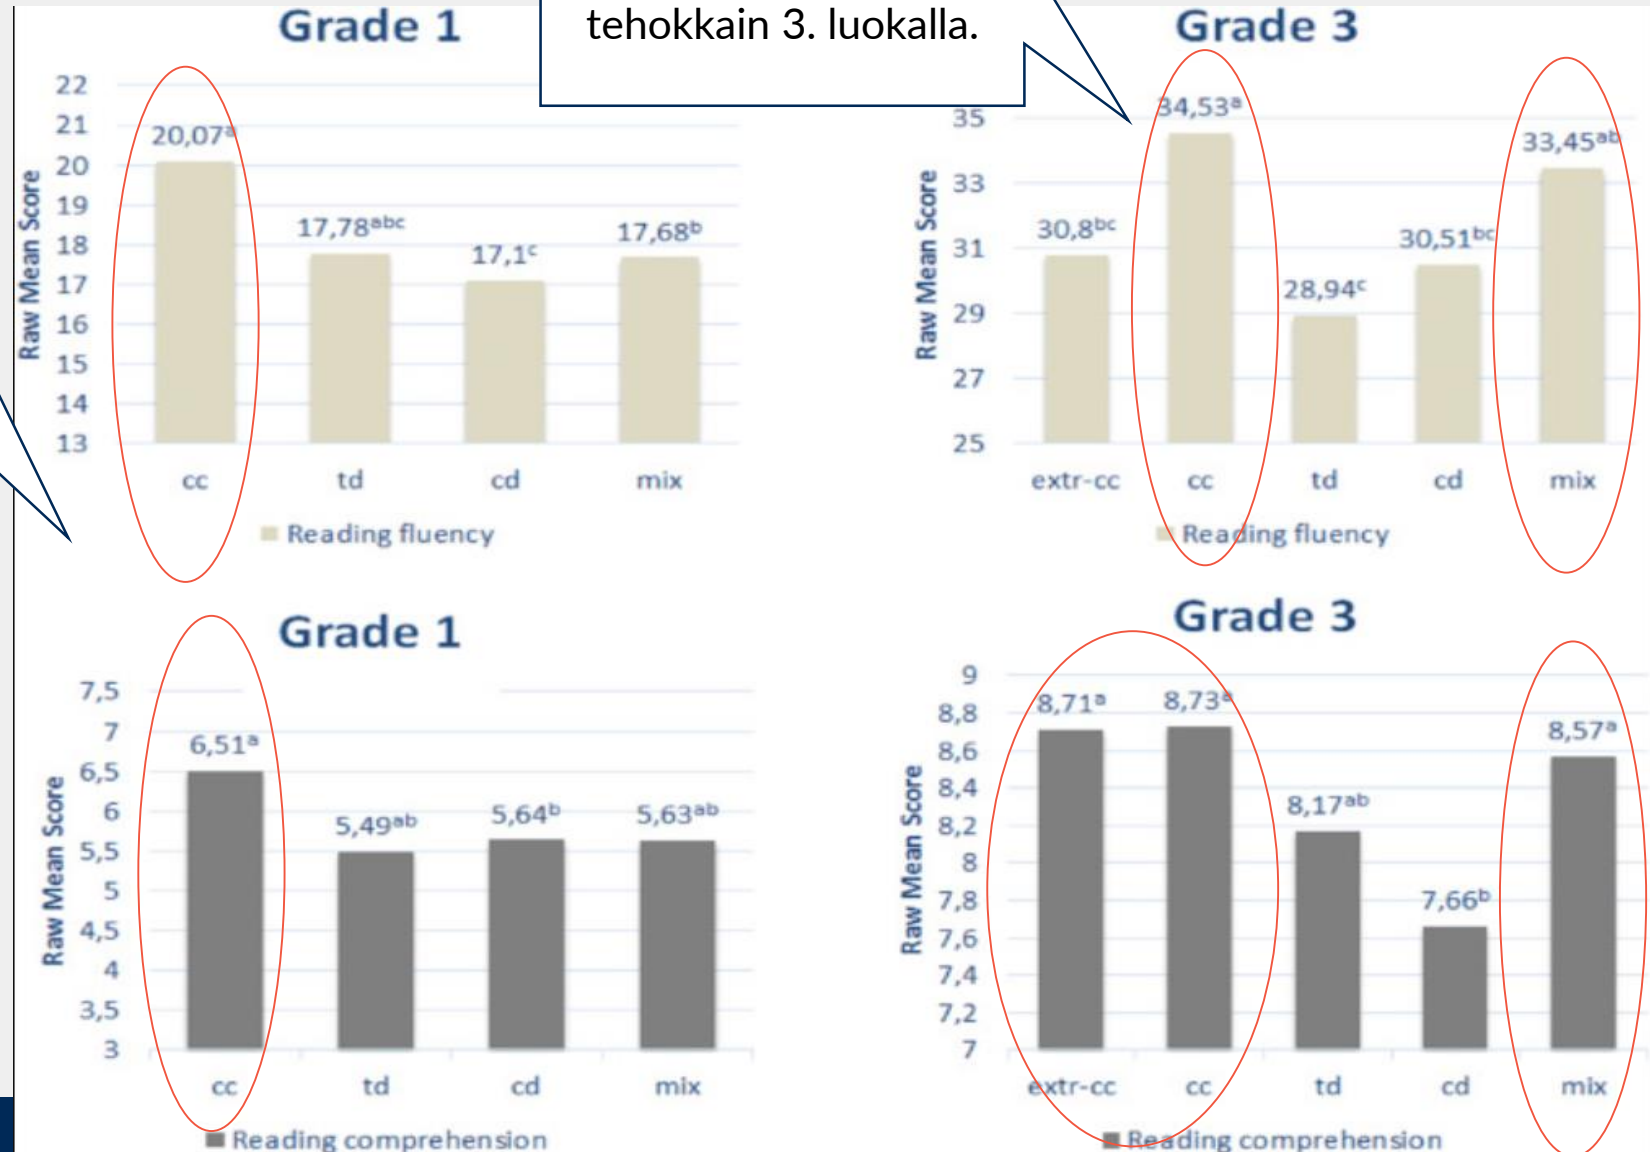 tehokkain 3. luokalla.
Grade 1
Raw Mean Score
22
21
20
19
18
17
16
15
14
13
20,07ᵃ
17,78ᵃᵇᶜ
17,1ᶜ
17,68ᵇ
cc td cd mix
Reading fluency
Grade 3
Raw Mean Score
35
33
31
29
27
25
30,8ᵇᶜ
34,53ᵃ
28,94ᶜ
30,51ᵇᶜ
33,45ᵃᵇ
extr-cc cc td cd mix
Reading fluency
Grade 1
Raw Mean Score
7,5
7
6,5
6
5,5
5
4,5
4
3,5
3
6,51ᵃ
5,49ᵃᵇ
5,64ᵇ
5,63ᵃᵇ
cc td cd mix
Reading comprehension
Grade 3
Raw Mean Score
9
8,8
8,6
8,4
8,2
8
7,8
7,6
7,4
7,2
7
8,71ᵃ
8,73ᵃ
8,17ᵃᵇ
7,66ᵇ
8,57ᵃ
extr-cc cc td cd mix
Reading comprehension